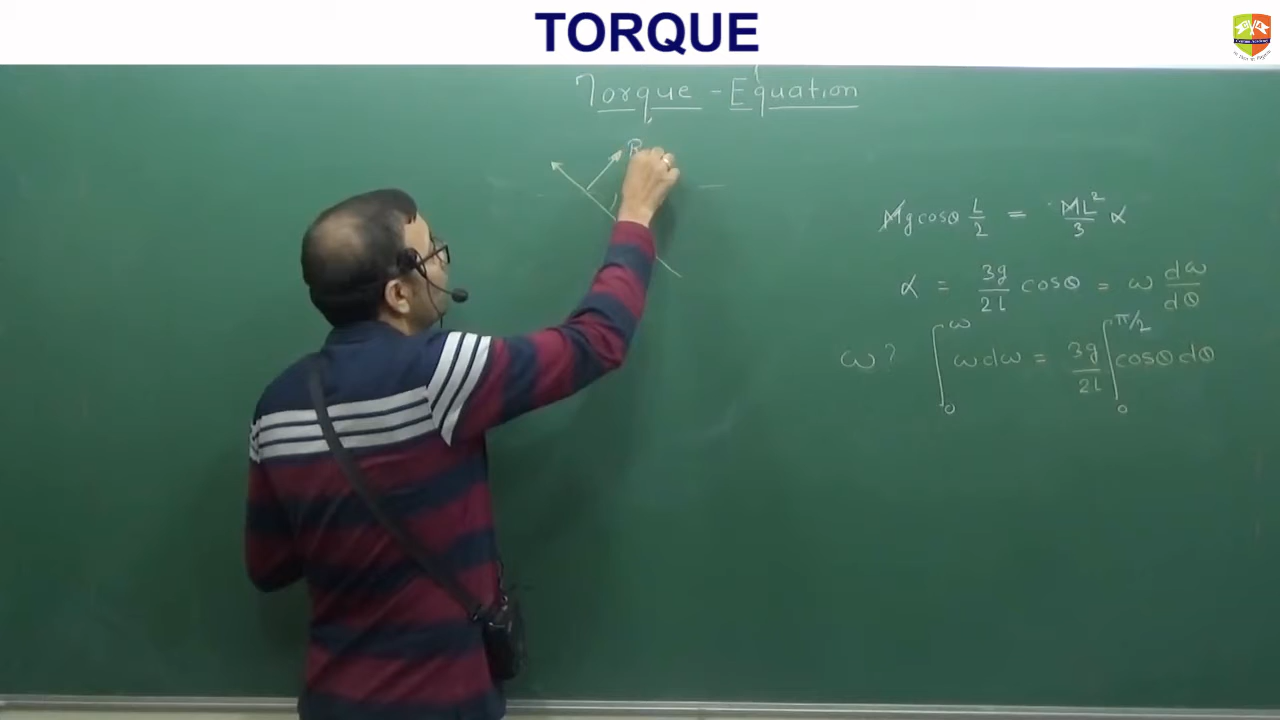 TORQUE
Torque - Equation
R
Mg cosθ L/2 = ML²/3 α
α = 3g/2l cosθ = ω dω/dθ
ω? ∫₀^ω ω dω = 3g/2l ∫₀^π/2 cosθ dθ